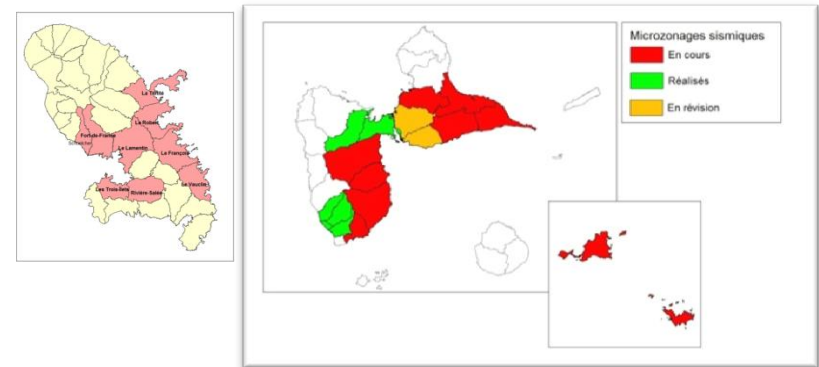 La Trinité
Le Robert
Fort-de-France
Schoelcher
Le Lamentin
Le François
Le Vauclin
Les Trois-Ilets
Rivière-Salée
Microzonages sismiques
En cours
Réalisés
En révision